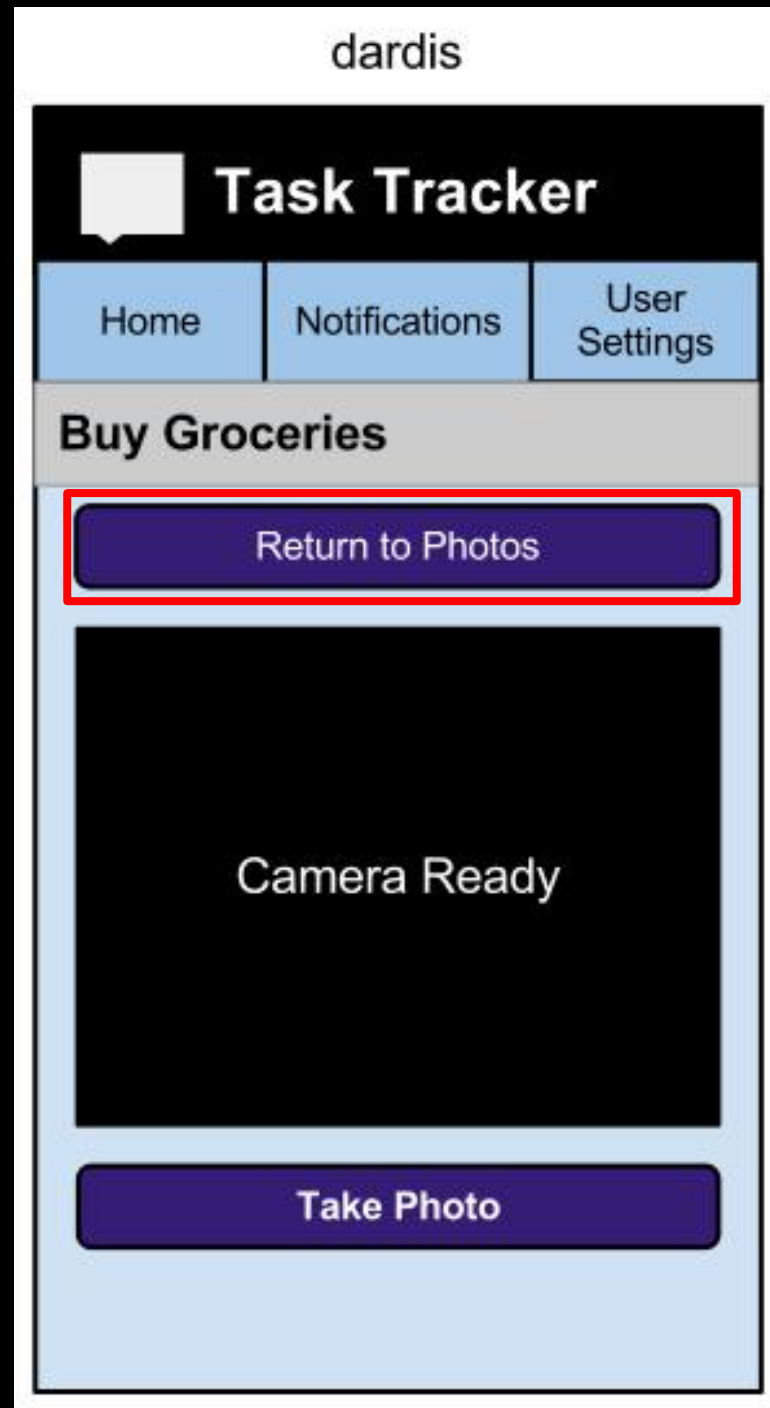 dardis
Task Tracker
Home
Notifications
User
Settings
Buy Groceries
Return to Photos
Camera Ready
Take Photo